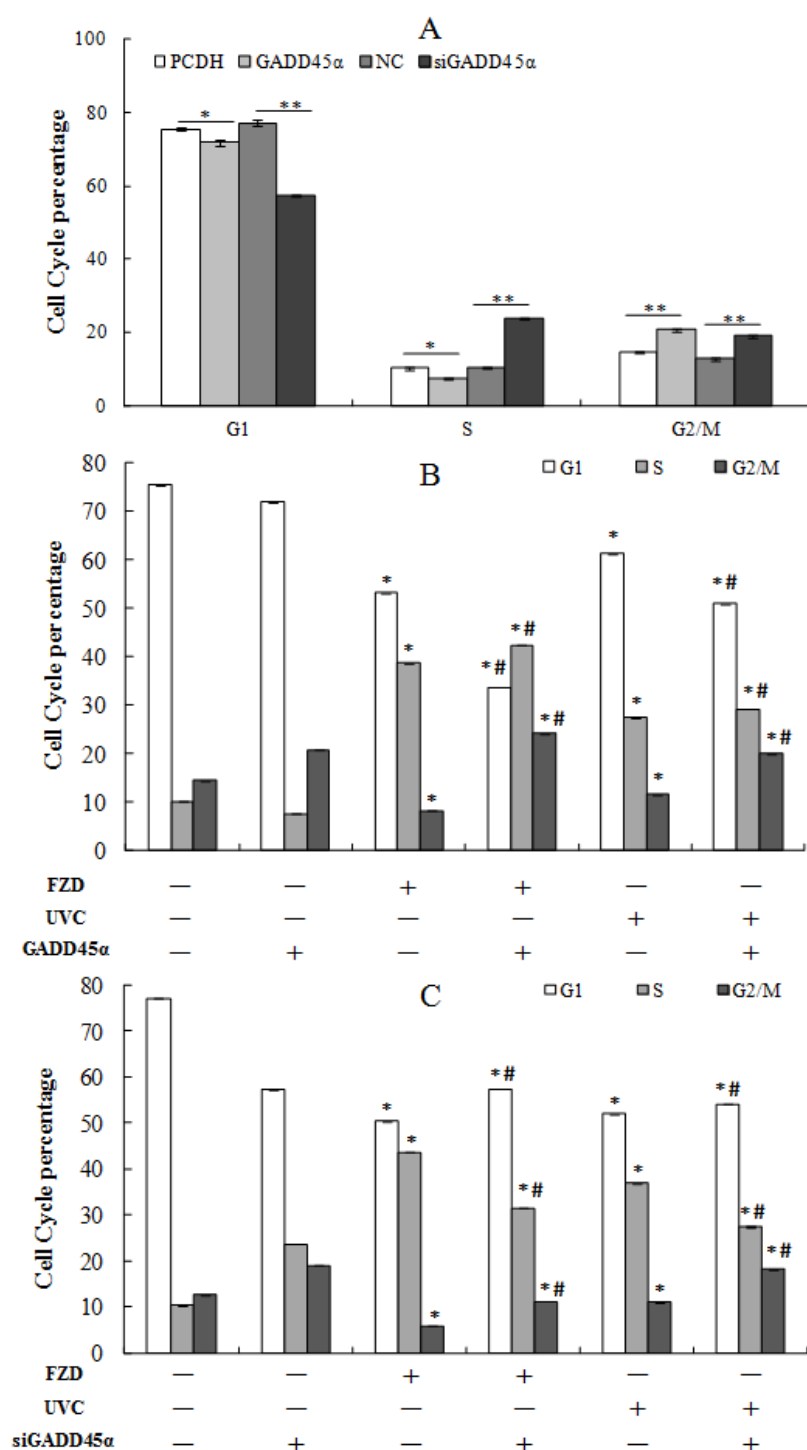 A
100
PCDH GADD45α NC siGADD45α
80
* **
60
Cell Cycle percentage
40
** ** **
20
*
0
G1 S G2/M
B
80
G1 S G2/M
70
*
60
* *#
50
*#
* 
40
*# *#
30
* *#
*#
20
*
10
*
0
Cell Cycle percentage
FZD — — + + — —
UVC — — — — + +
GADD45α — + — + — +
C
80
G1 S G2/M
70
60
*# * *#
50
* *
40
*
*#
30
*#
*#
20
*# *
10
*
0
Cell Cycle percentage
FZD — — + + — —
UVC — — — — + +
siGADD45α — + — + — +